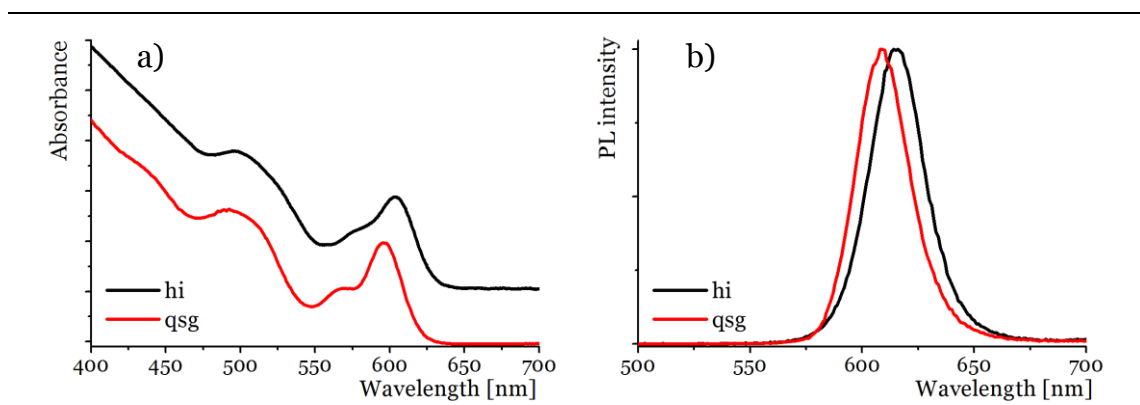 a)
Absorbance
hi
qsg
400 450 500 550 600 650 700
Wavelength [nm]
b)
PL intensity
hi
qsg
500 550 600 650 700
Wavelength [nm]